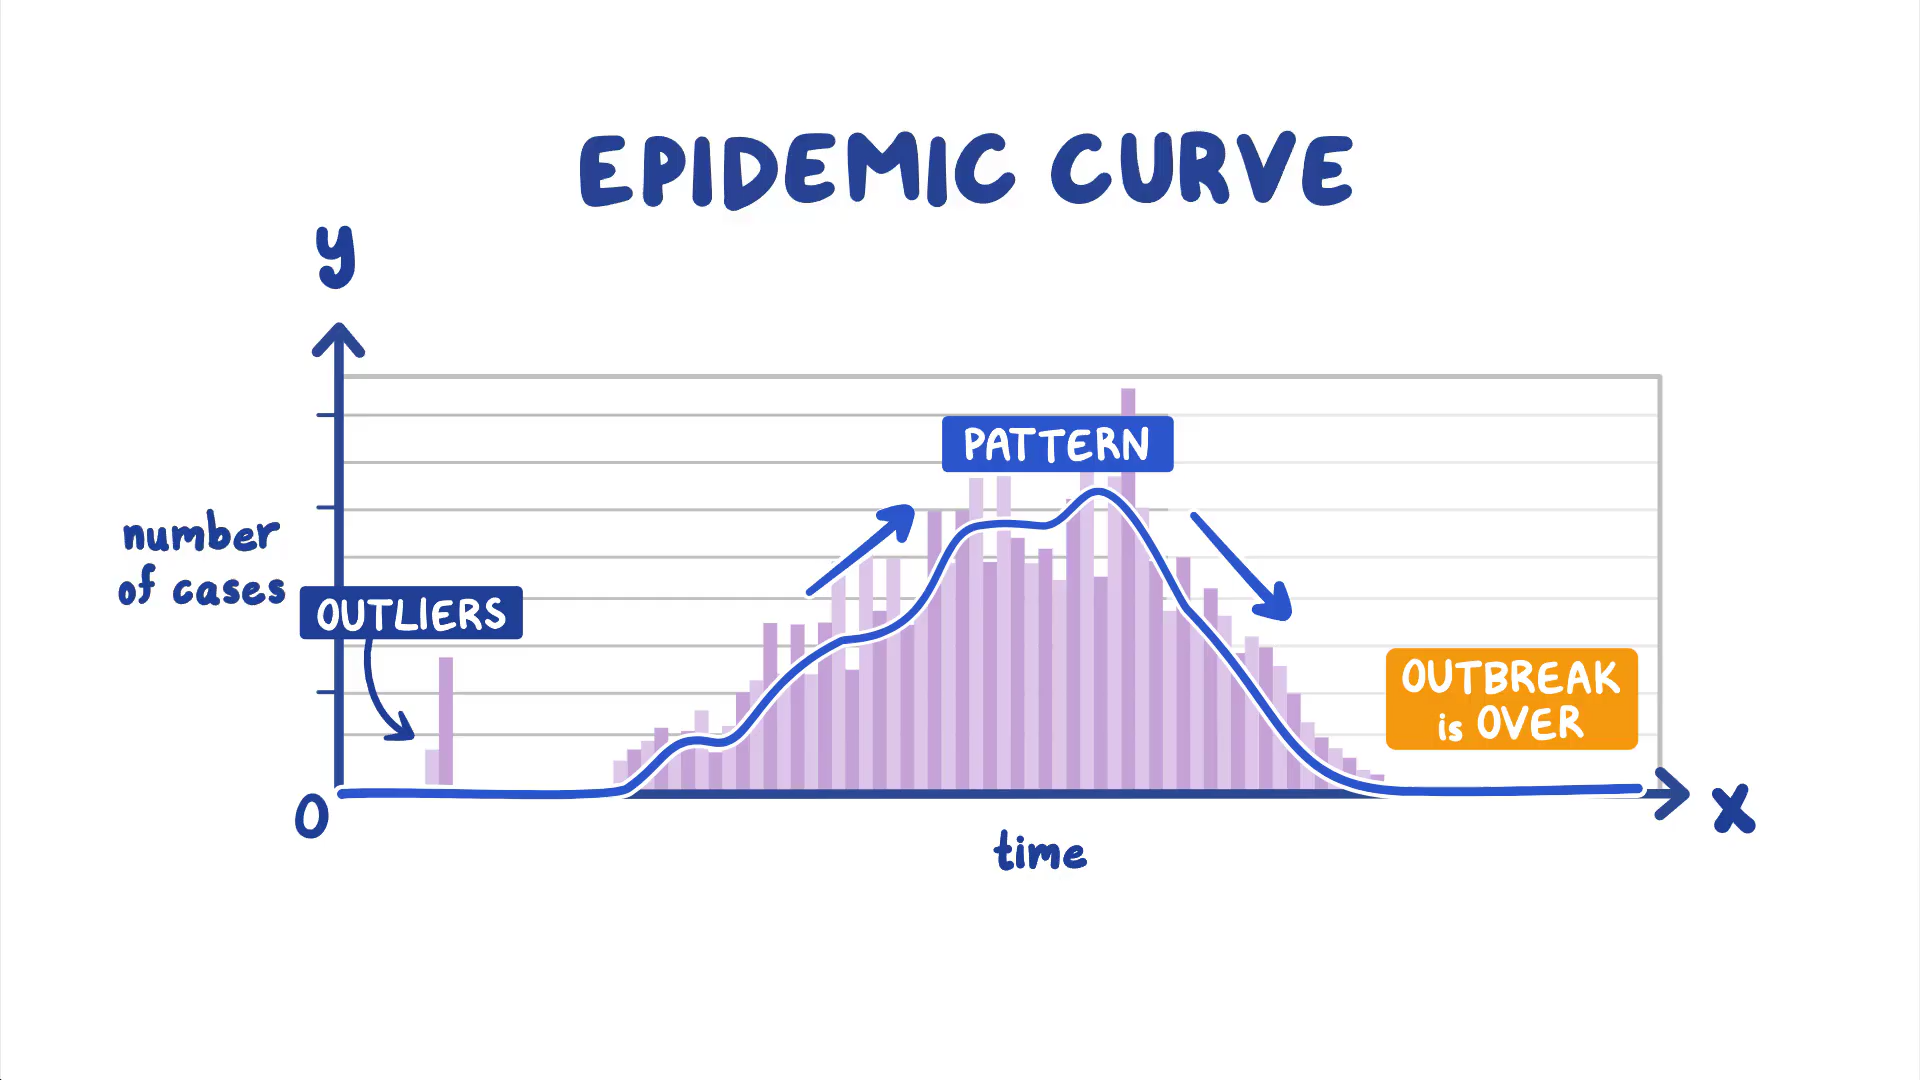 EPIDEMIC CURVE
y
PATTERN
number
of cases
OUTLIERS
OUTBREAK
is OVER
0
x
time